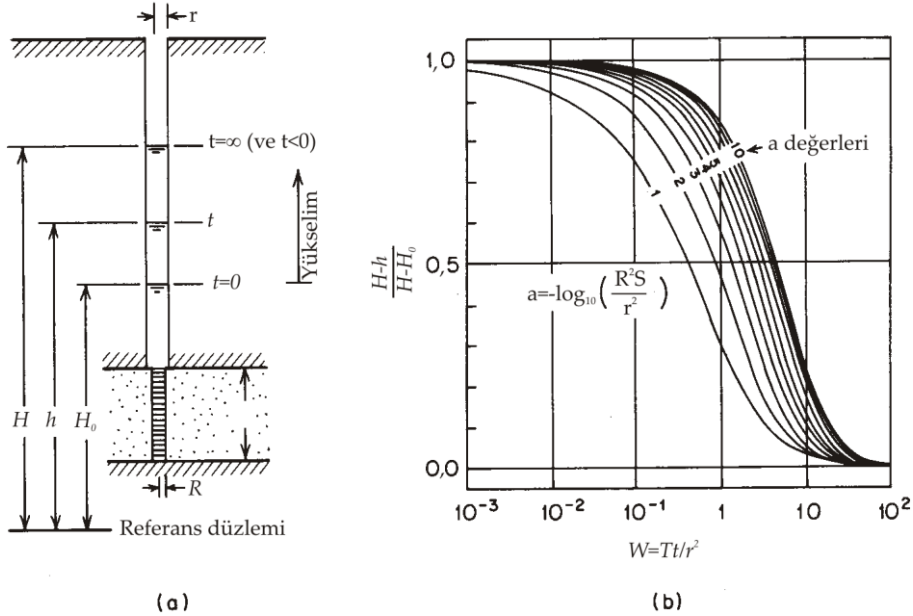 r
t=∞ (ve t<0)
t
t=0
Yükselim
H
h
H₀
R
Referans düzlemi
(a)
1,0
0,5
0,0
H-h
H-H₀
a değerleri
10
5
4
3
2
1
a=-log₁₀(R²S/r²)
10⁻³
10⁻²
10⁻¹
1
10
10²
W=Tt/r²
(b)